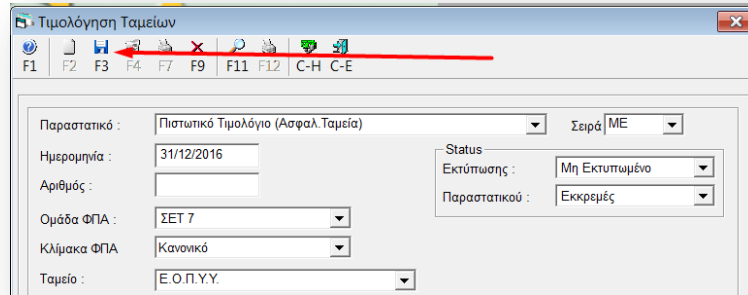 Τιμολόγηση Ταμείων
F1 F2 F3 F4 F7 F9 F11 F12 C-H C-E
Παραστατικό : Πιστωτικό Τιμολόγιο (Ασφαλ.Ταμεία) Σειρά ΜΕ
Ημερομηνία : 31/12/2016
Αριθμός :
Status
Εκτύπωσης : Μη Εκτυπωμένο
Παραστατικού : Εκκρεμές
Ομάδα ΦΠΑ : ΣΕΤ 7
Κλίμακα ΦΠΑ Κανονικό
Ταμείο : Ε.Ο.Π.Υ.Υ.